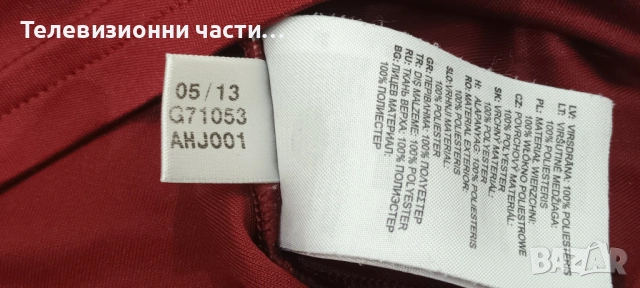 Телевизионни части...
05/13
G71053
AHJ001
LV: VIRSDRĀNA: 100%
POLIESTERIS
LT: VIRŠUTINĖ MEDŽIAGA:
100% POLIESTERIS
PL: MATERIAŁ WIERZCHNI:
100% WŁÓKNO POLIESTROWE
CZ: POVRCHOVÝ MATERIÁL:
100% POLYESTER
SK: VRCHNÝ MATERIÁL:
100% POLYESTER
H: ALAPANYAG: 100% POLIÉSZTER
RO: MATERIAL EXTERIOR:
100% POLIESTER
SLO: VRHNJI MATERIAL:
100% POLIESTER
GR: ΠΕΡΙΒΛΗΜΑ: 100% ΠΟΛΥΕΣΤΕΡ
TR: DIŞ MALZEME: 100% POLYESTER
RU: ТКАНЬ ВЕРХА: 100% ПОЛИЭСТЕР
BG: ЛИЦЕВ МАТЕРИАЛ:
100% ПОЛИЕСТЕР
BAZAR